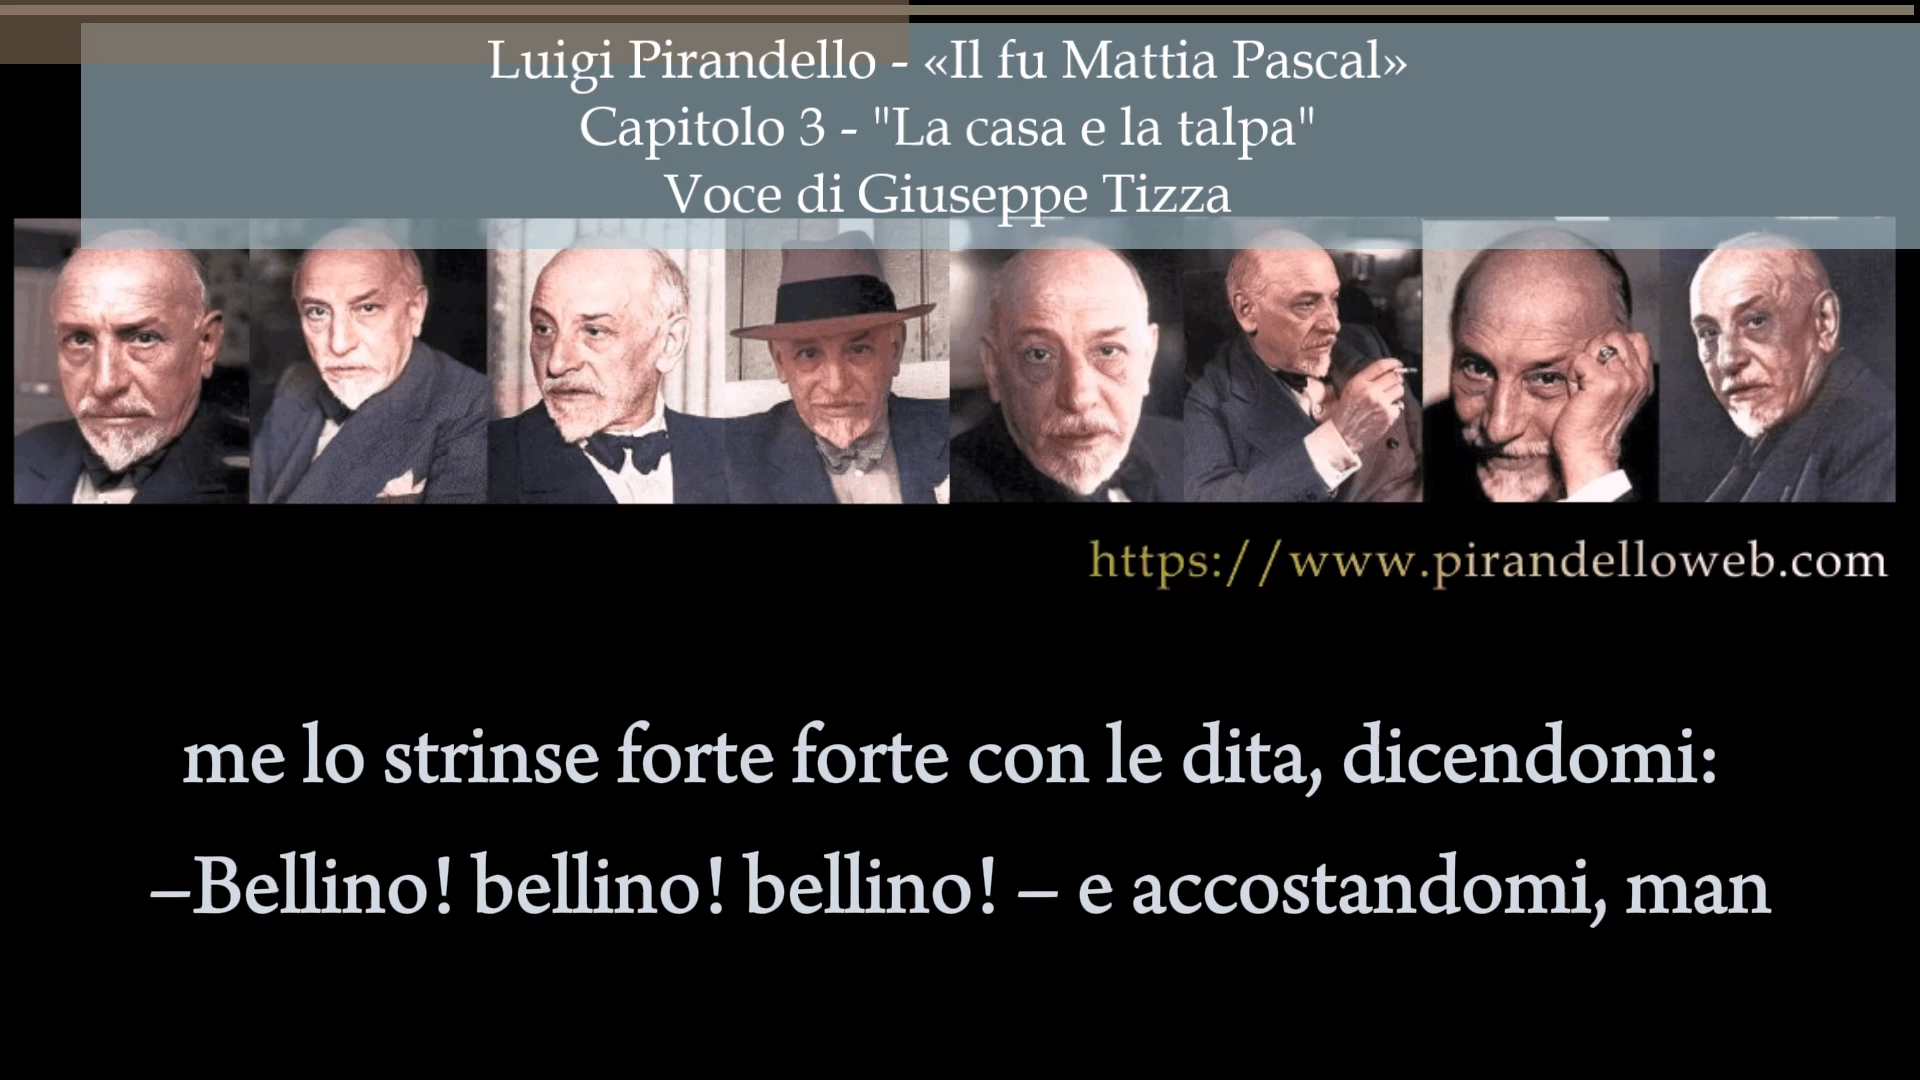 Luigi Pirandello - «Il fu Mattia Pascal»
Capitolo 3 - "La casa e la talpa"
Voce di Giuseppe Tizza
https://www.pirandelloweb.com
me lo strinse forte forte con le dita, dicendomi:
–Bellino! bellino! bellino! – e accostandomi, man